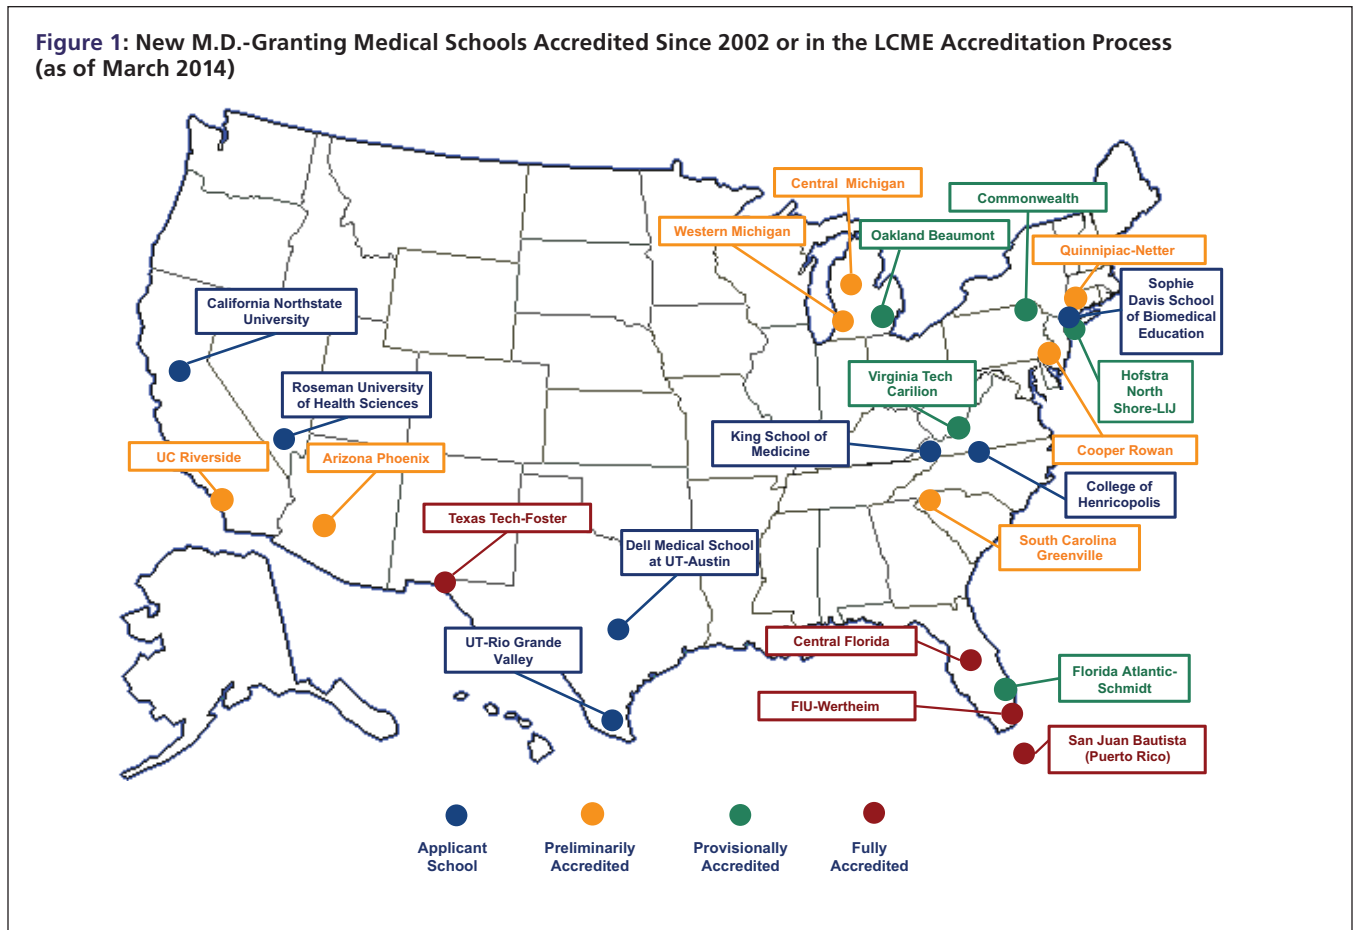 Figure 1: New M.D.-Granting Medical Schools Accredited Since 2002 or in the LCME Accreditation Process
(as of March 2014)
Central Michigan
Commonwealth
Western Michigan
Oakland Beaumont
Quinnipiac-Netter
Sophie
Davis School
of Biomedical
Education
California Northstate
University
Roseman University
of Health Sciences
Virginia Tech
Carilion
Hofstra
North
Shore-LIJ
King School of
Medicine
UC Riverside
Arizona Phoenix
Cooper Rowan
College of
Henricopolis
Texas Tech-Foster
Dell Medical School
at UT-Austin
South Carolina
Greenville
UT-Rio Grande
Valley
Central Florida
Florida Atlantic-
Schmidt
FIU-Wertheim
San Juan Bautista
(Puerto Rico)
Applicant
School
Preliminarily
Accredited
Provisionally
Accredited
Fully
Accredited